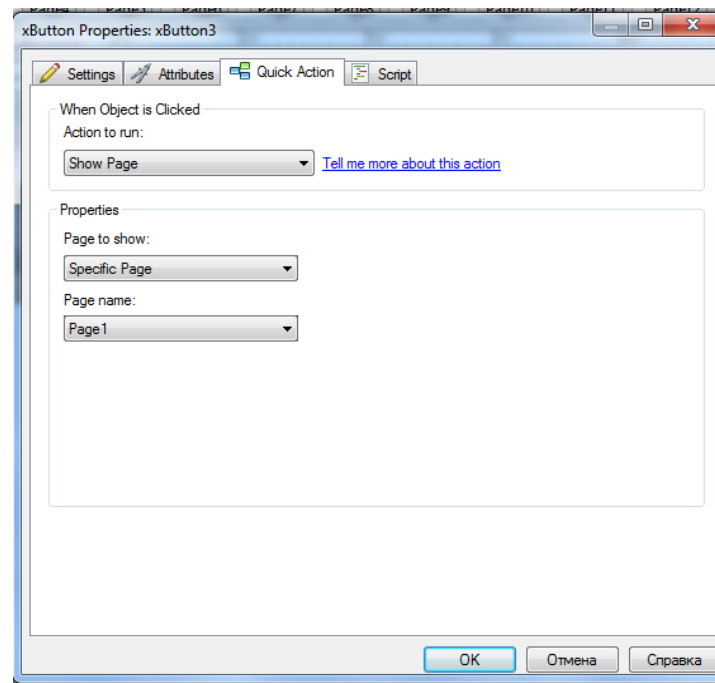 xButton Properties: xButton3
Settings Attributes Quick Action Script
When Object is Clicked
Action to run:
Show Page Tell me more about this action
Properties
Page to show:
Specific Page
Page name:
Page1
OK Отмена Справка